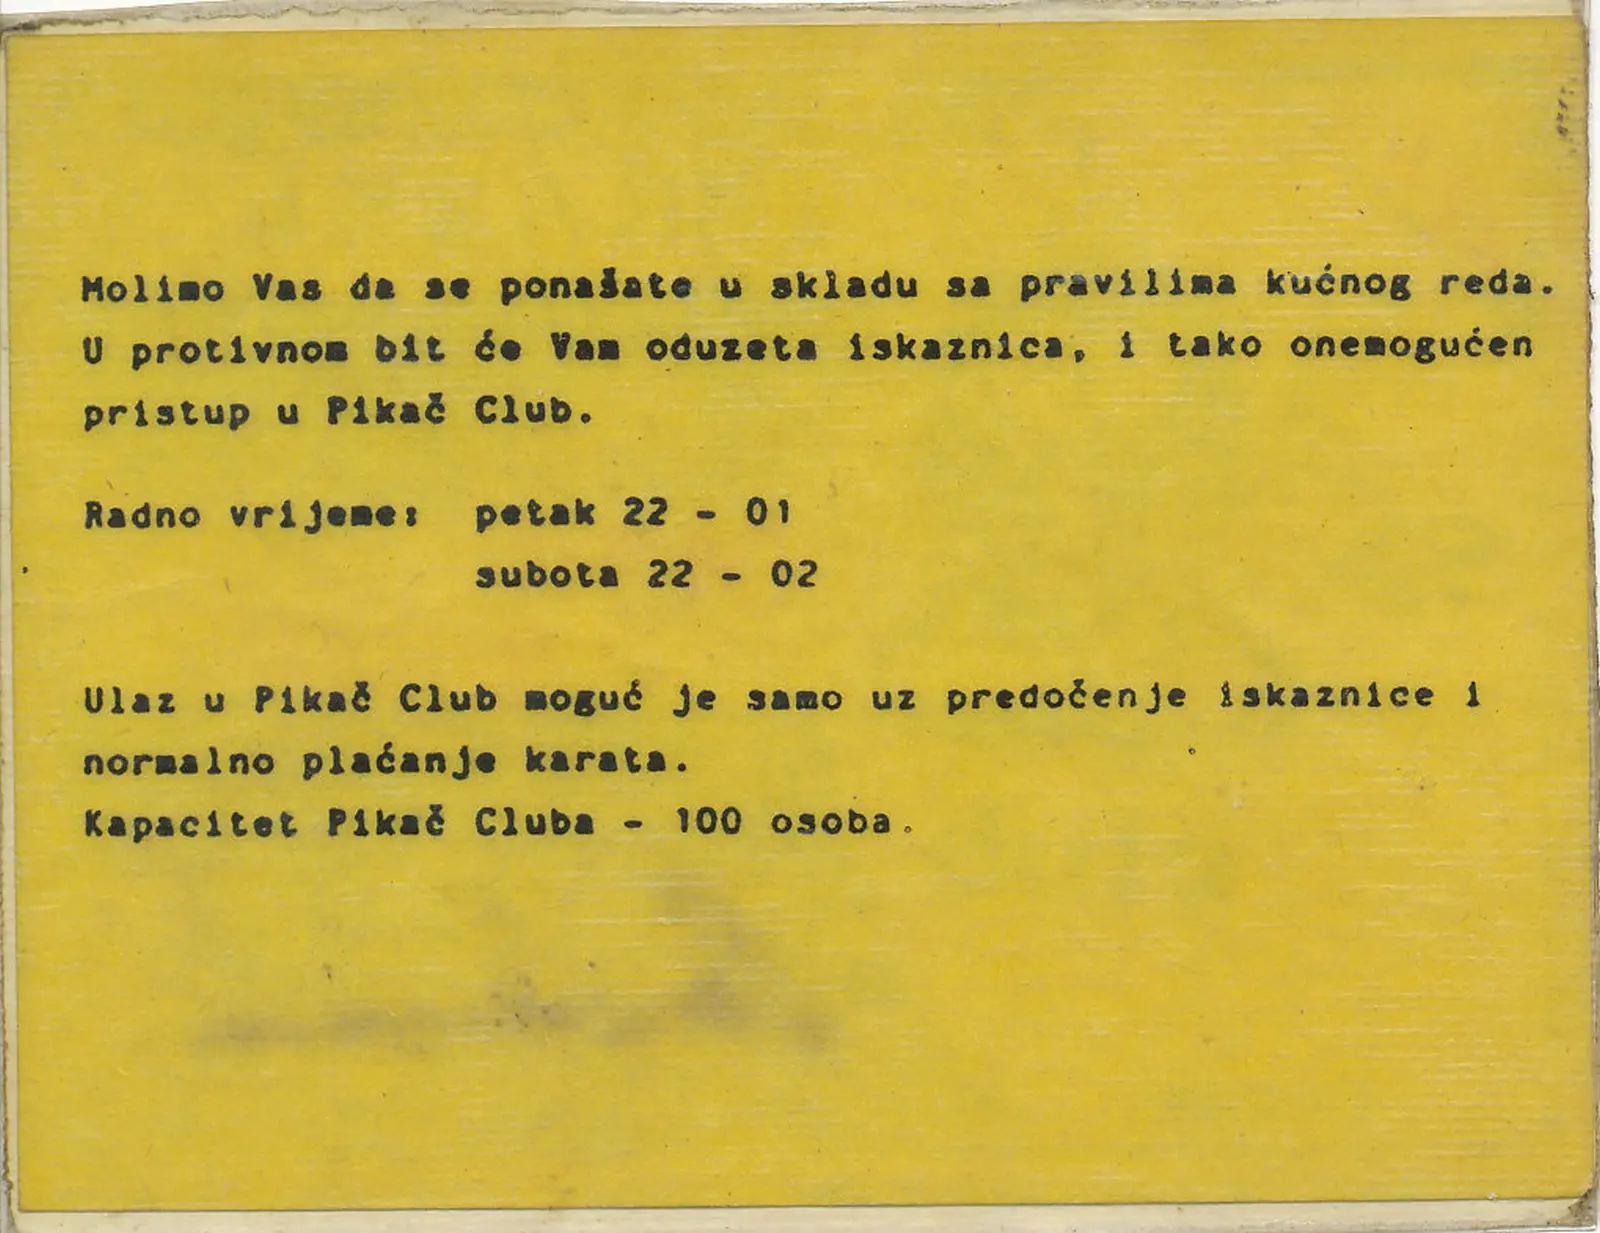 Molimo Vas da se ponašate u skladu sa pravilima kućnog reda.
U protivnom bit će Vam oduzeta iskaznica, i tako onemogućen
pristup u Pikač Club.
Radno vrijeme: petak 22 - 01
subota 22 - 02
Ulaz u Pikač Club moguć je samo uz predočenje iskaznice i
normalno plaćanje karata.
Kapacitet Pikač Cluba - 100 osoba.